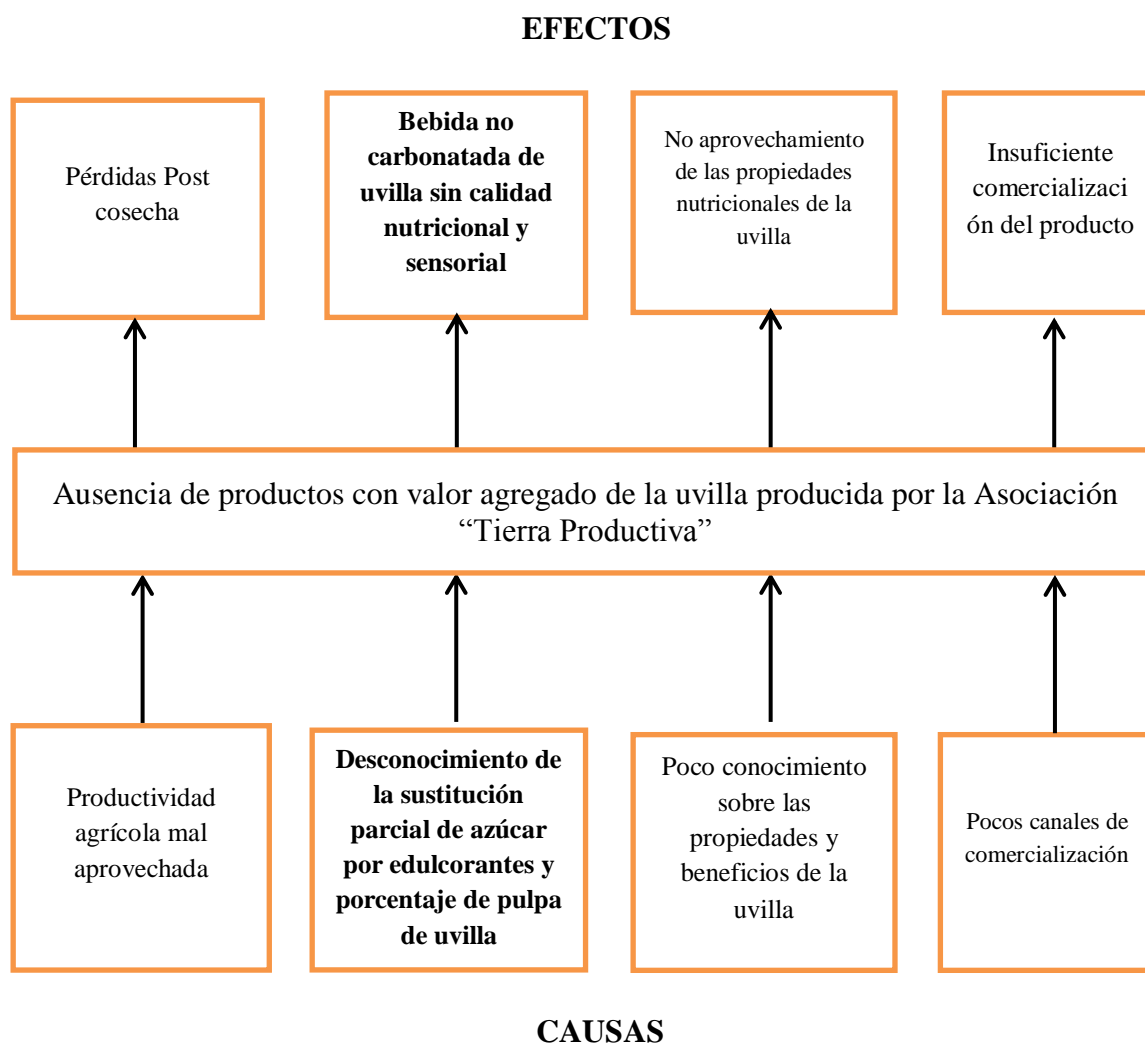 EFECTOS
Pérdidas Post
cosecha
Bebida no
carbonatada de
uvilla sin calidad
nutricional y
sensorial
No aprovechamiento
de las propiedades
nutricionales de la
uvilla
Insuficiente
comercializaci
ón del producto
Ausencia de productos con valor agregado de la uvilla producida por la Asociación
“Tierra Productiva”
Productividad
agrícola mal
aprovechada
Desconocimiento de
la sustitución
parcial de azúcar
por edulcorantes y
porcentaje de pulpa
de uvilla
Poco conocimiento
sobre las
propiedades y
beneficios de la
uvilla
Pocos canales de
comercialización
CAUSAS